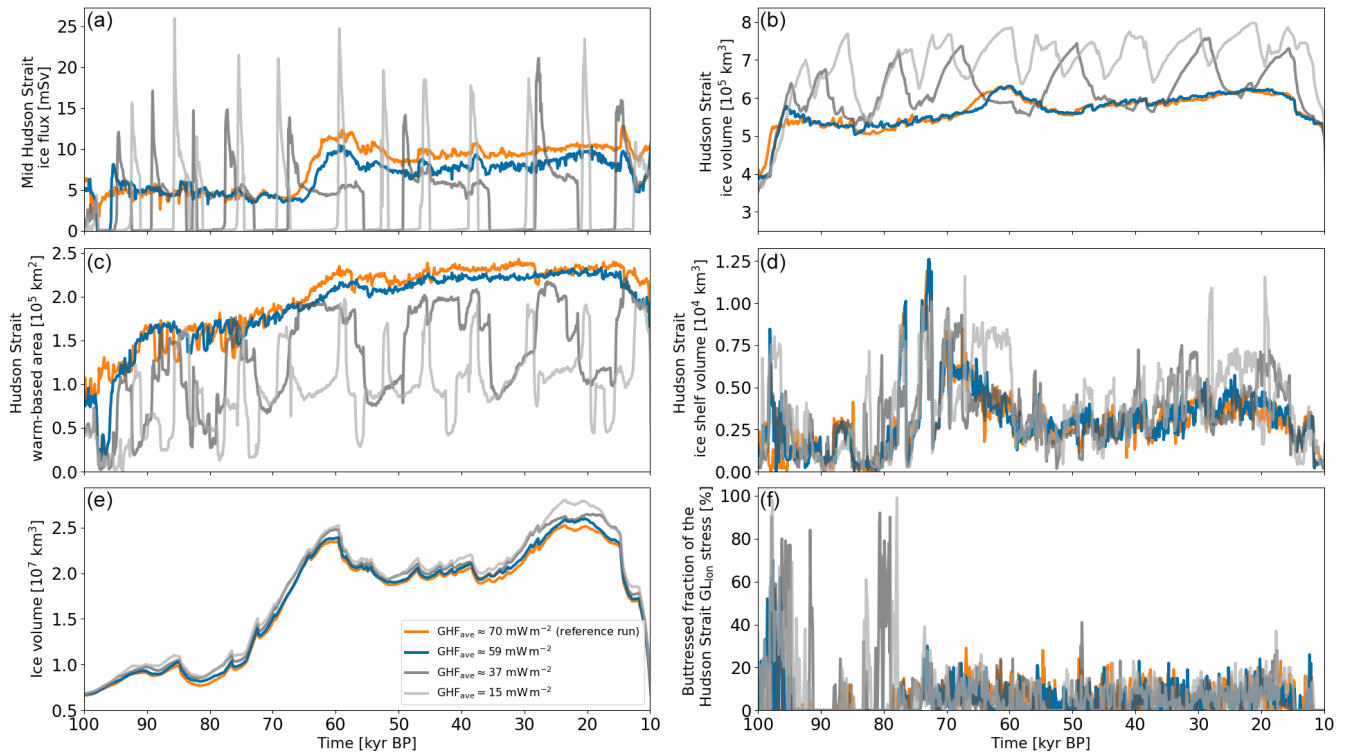 (a)
Mid Hudson Strait
ice flux [mSv]
25
20
15
10
5
0
(b)
Hudson Strait
ice volume [10⁵ km³]
8
7
6
5
4
3
(c)
Hudson Strait
warm-based area [10⁵ km²]
2.5
2.0
1.5
1.0
0.5
0.0
(d)
Hudson Strait
ice shelf volume [10⁴ km³]
1.25
1.00
0.75
0.50
0.25
0.00
(e)
Ice volume [10⁷ km³]
2.5
2.0
1.5
1.0
0.5
GHFₐᵥₑ ≈ 70 mW m⁻² (reference run)
GHFₐᵥₑ ≈ 59 mW m⁻²
GHFₐᵥₑ ≈ 37 mW m⁻²
GHFₐᵥₑ = 15 mW m⁻²
100 90 80 70 60 50 40 30 20 10
Time [kyr BP]
(f)
Buttressed fraction of the
Hudson Strait GLlon stress [%]
100
80
60
40
20
0
100 90 80 70 60 50 40 30 20 10
Time [kyr BP]